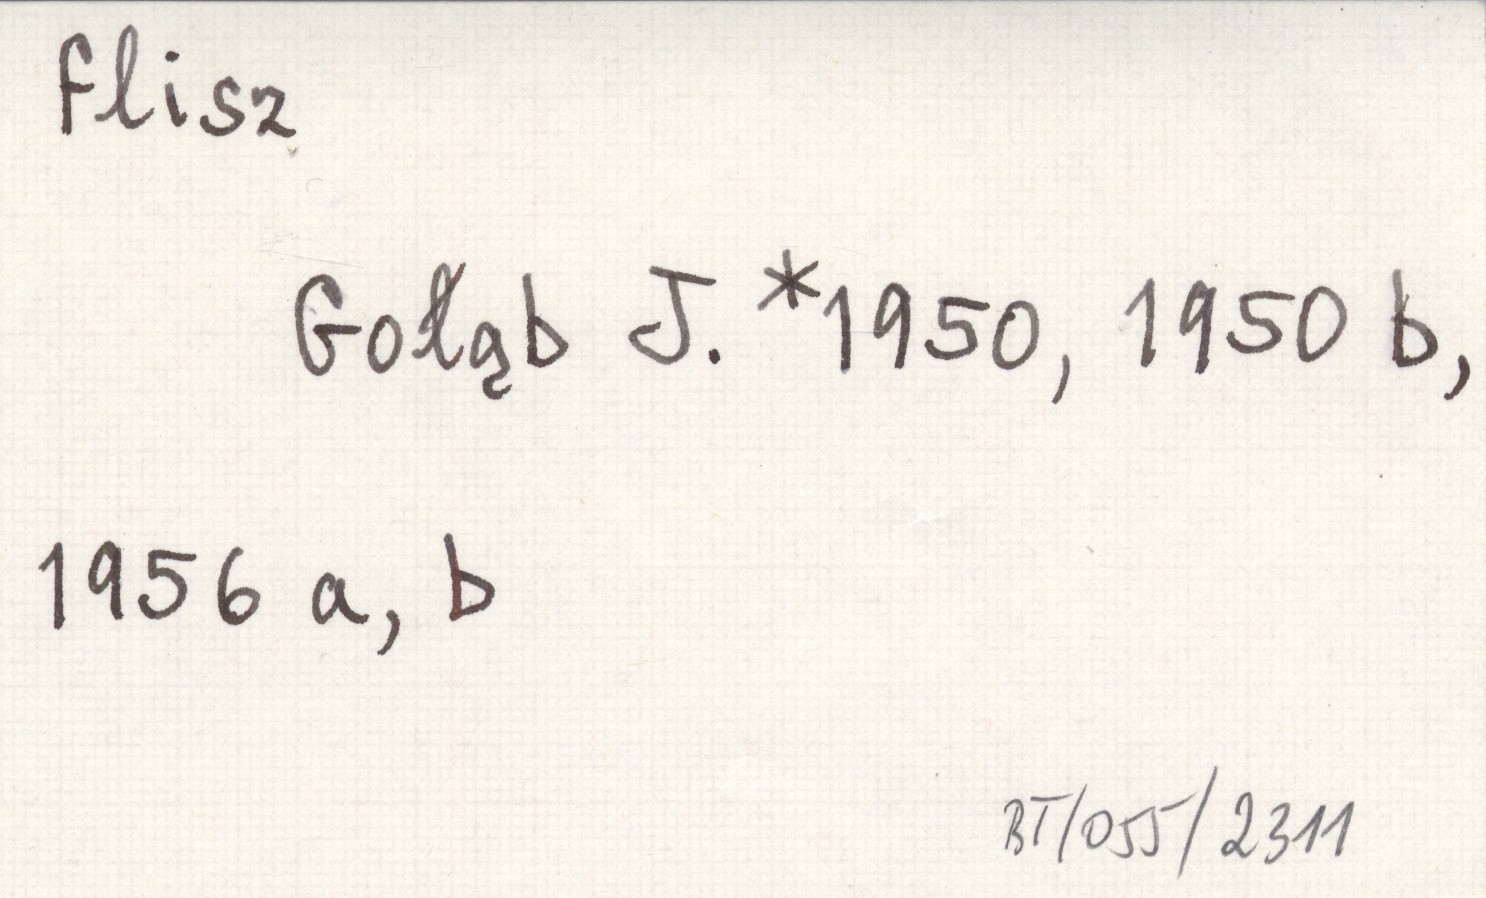 flisz
Gołąb J. *1950, 1950 b,
1956 a, b
BT/055/2311